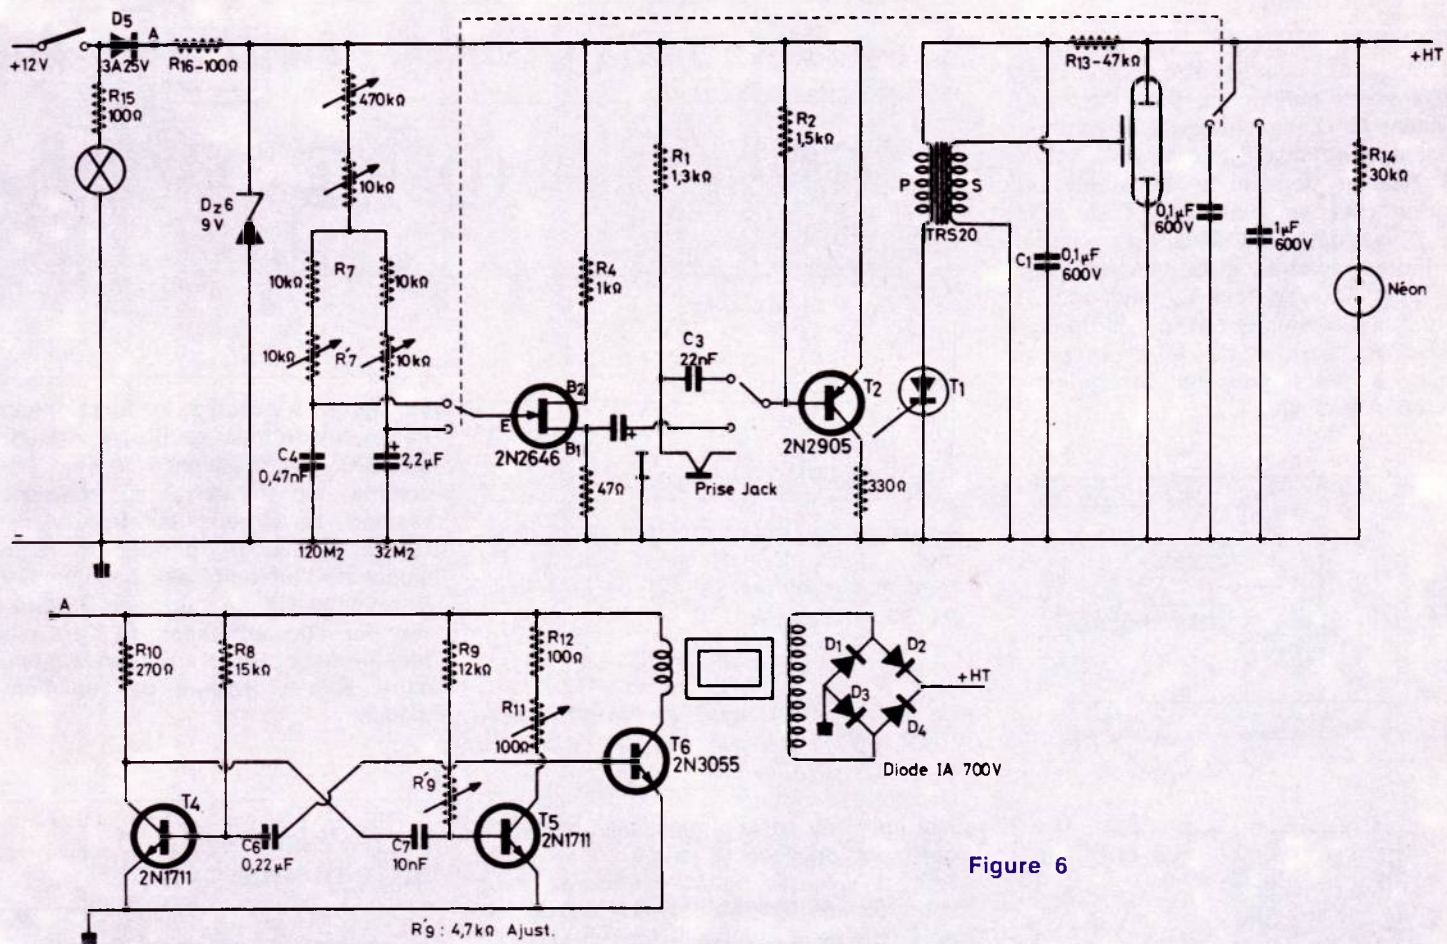 D5
A
+12V
3A25V
R16-100Ω
R15
100Ω
Dz6
9V
470kΩ
10kΩ
R7
10kΩ
10kΩ
10kΩ
R'7
10kΩ
C4
0,47nF
2,2µF
+
120M2
32M2
-
E
B2
B1
2N2646
R4
1kΩ
47Ω
+
R1
1,3kΩ
C3
22nF
Prise Jack
R2
1,5kΩ
T2
2N2905
330Ω
T1
P
S
TRS20
C1
0,1µF
600V
R13-47kΩ
0,1µF
600V
1µF
600V
+HT
R14
30kΩ
Néon
A
R10
270Ω
R8
15kΩ
R9
12kΩ
R12
100Ω
R11
100Ω
R'9
T4
2N1711
C6
0,22µF
C7
10nF
T5
2N1711
T6
2N3055
D1
D2
D3
D4
+HT
Diode 1A 700V
R'9 : 4,7kΩ Ajust.
Figure 6